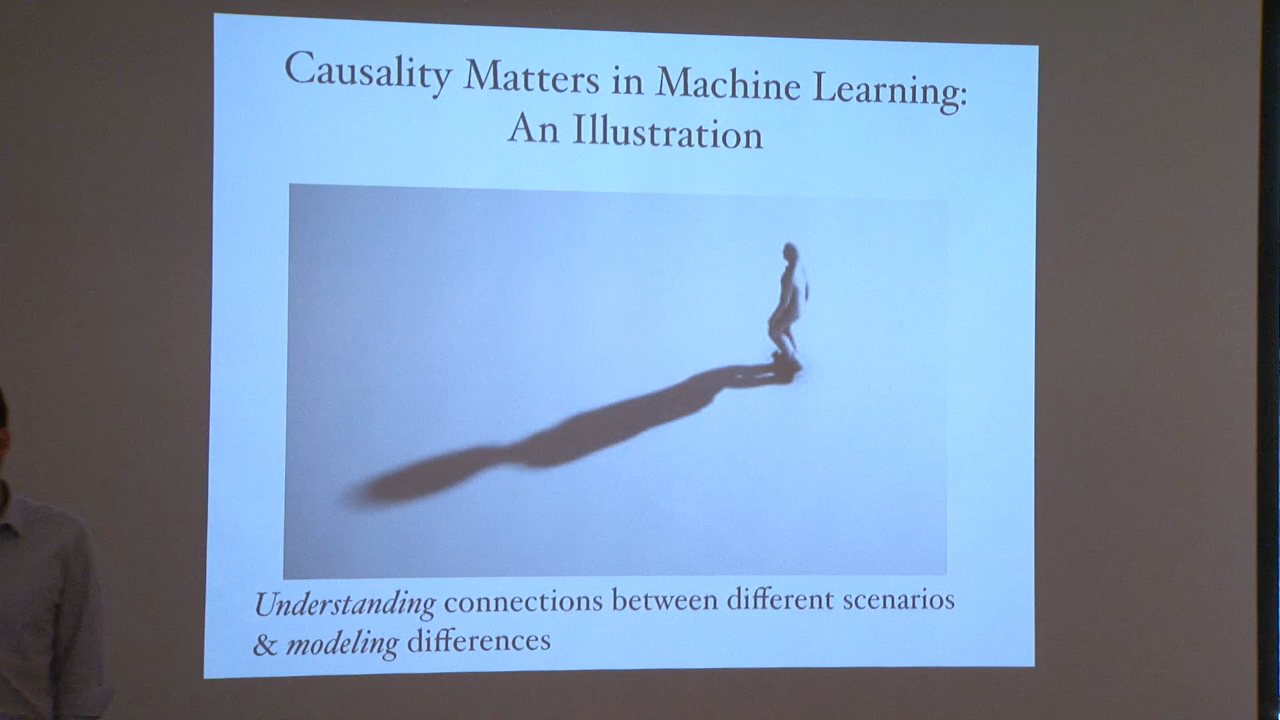 Causality Matters in Machine Learning:
An Illustration
Understanding connections between different scenarios
& modeling differences